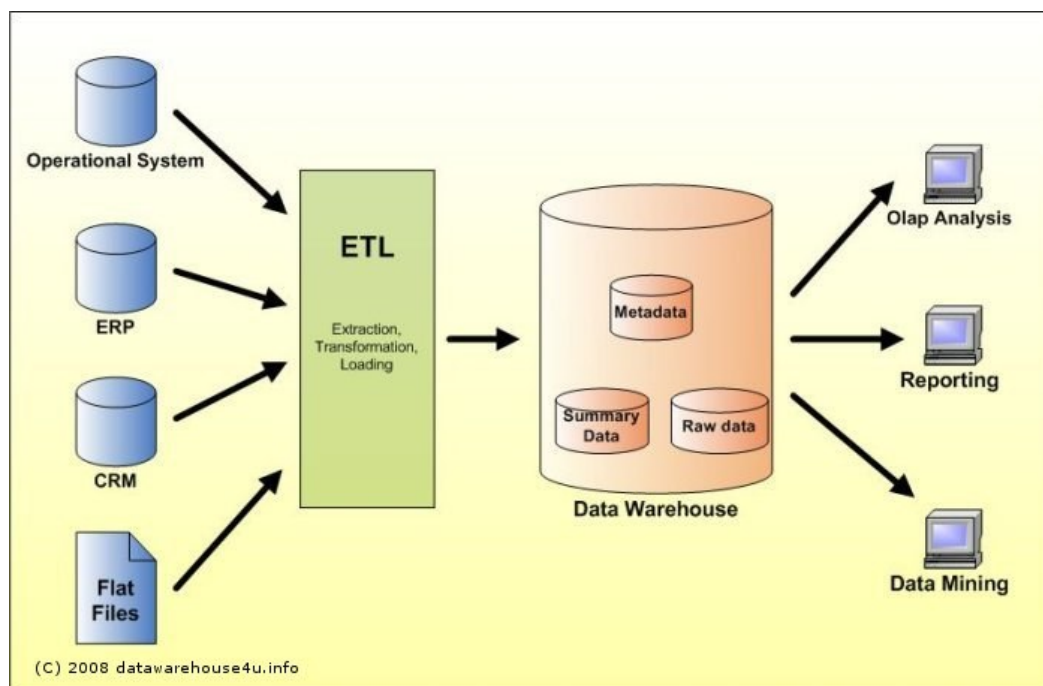 Operational System
ERP
CRM
Flat
Files
ETL
Extraction,
Transformation,
Loading
Metadata
Summary
Data
Raw data
Data Warehouse
Olap Analysis
Reporting
Data Mining
(C) 2008 datawarehouse4u.info